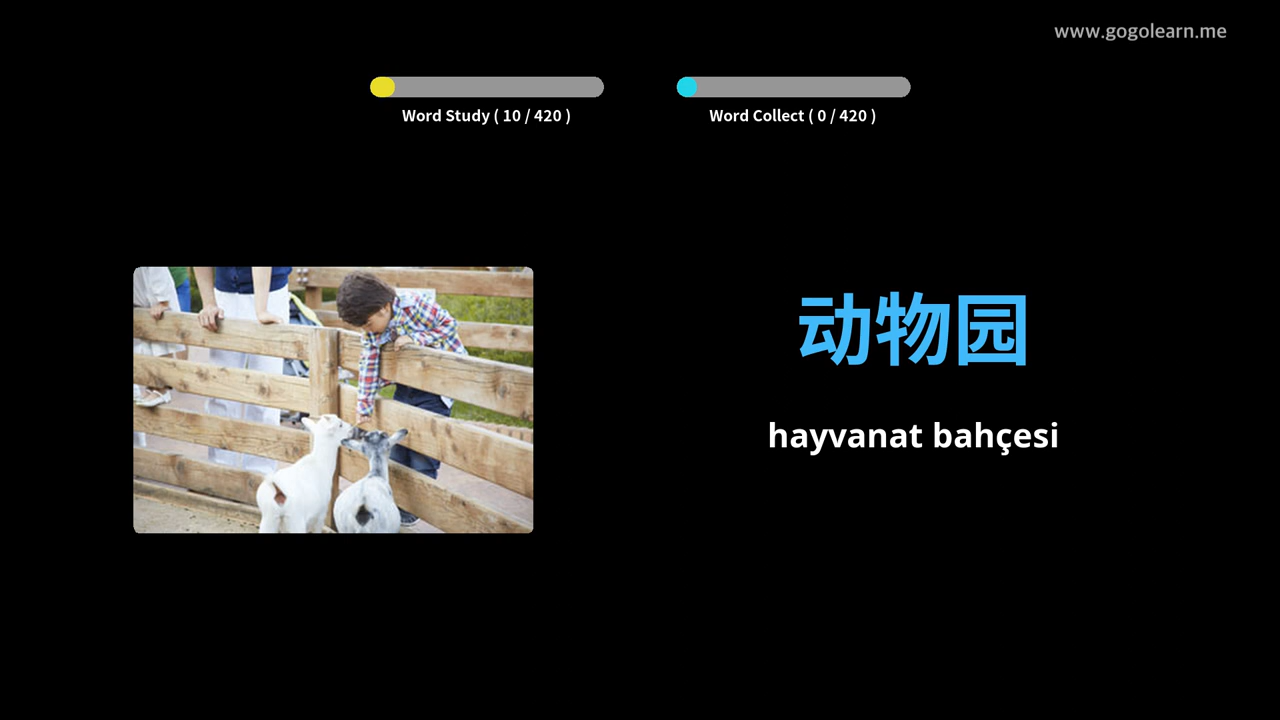 www.gogolearn.me
Word Study ( 10 / 420 )
Word Collect ( 0 / 420 )
动物园
hayvanat bahçesi